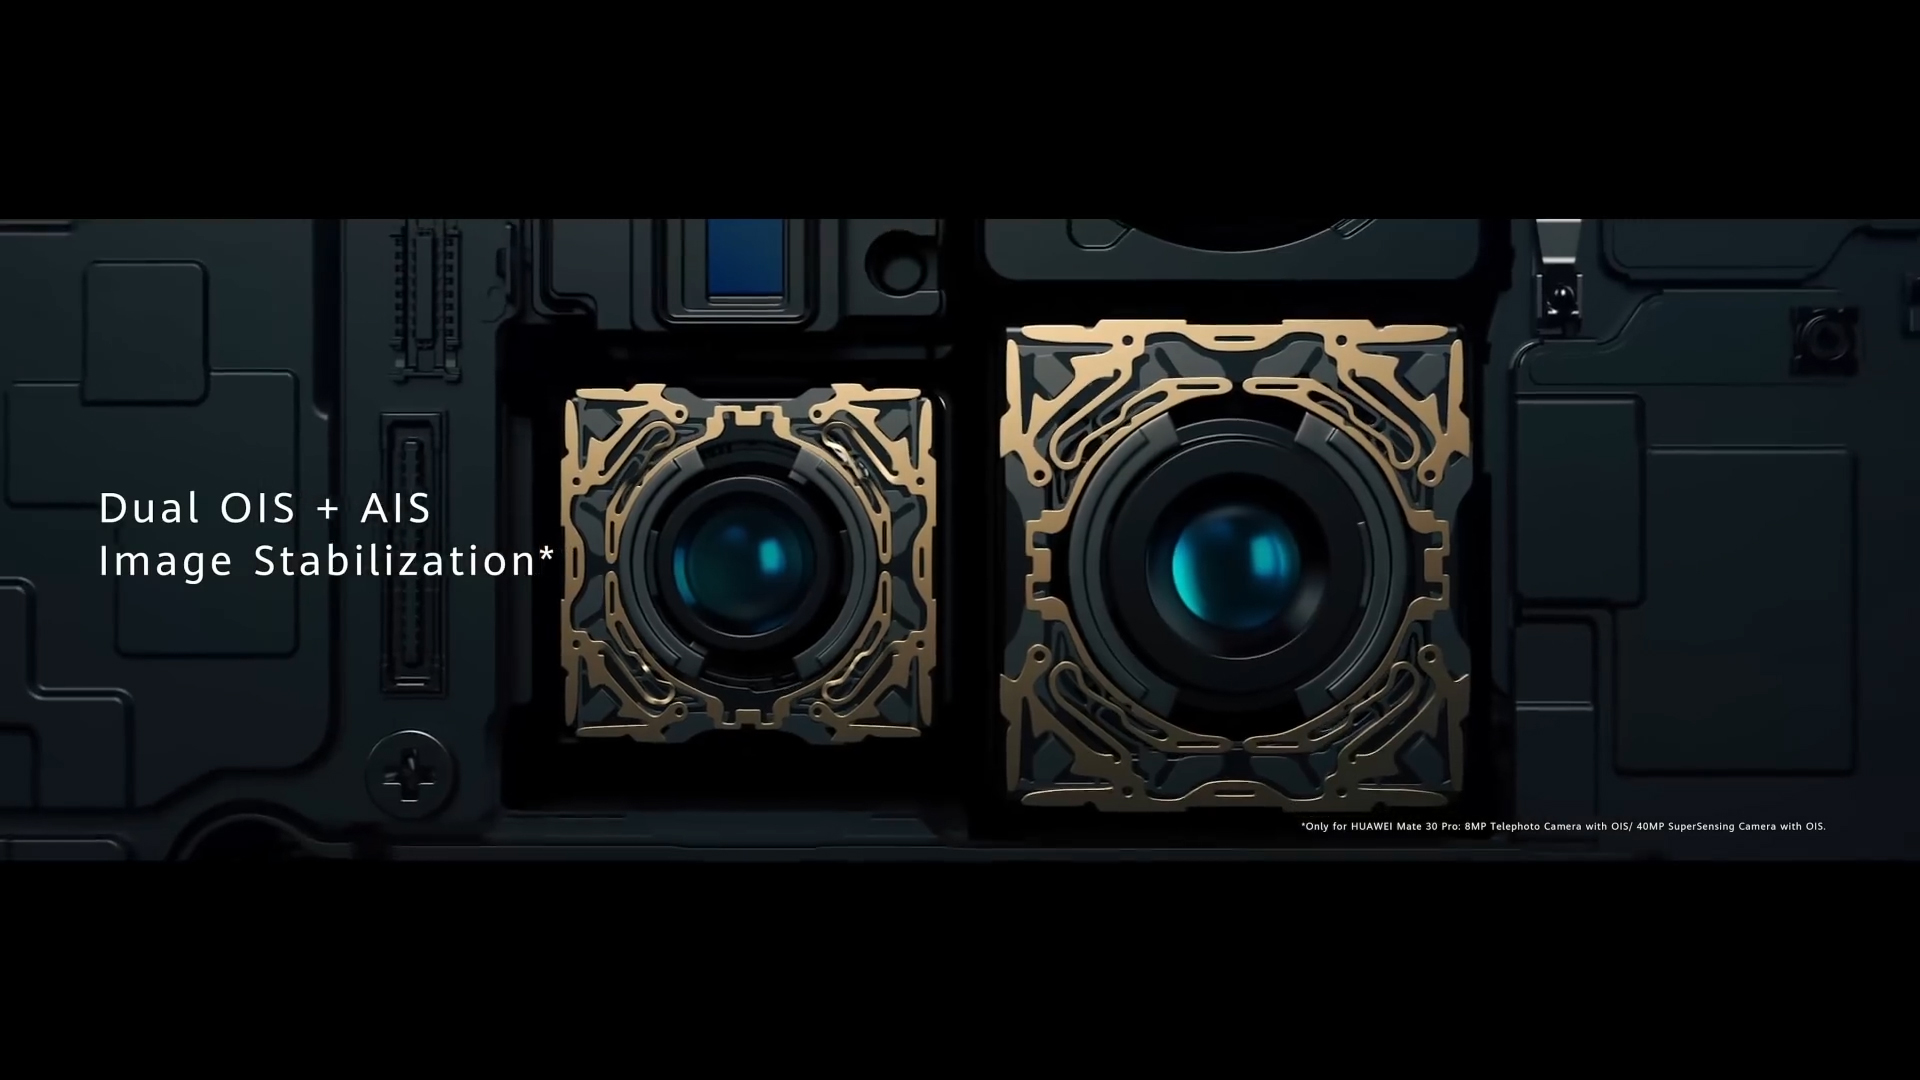 Dual OIS + AIS
Image Stabilization*
*Only for HUAWEI Mate 30 Pro: 8MP Telephoto Camera with OIS/ 40MP SuperSensing Camera with OIS.